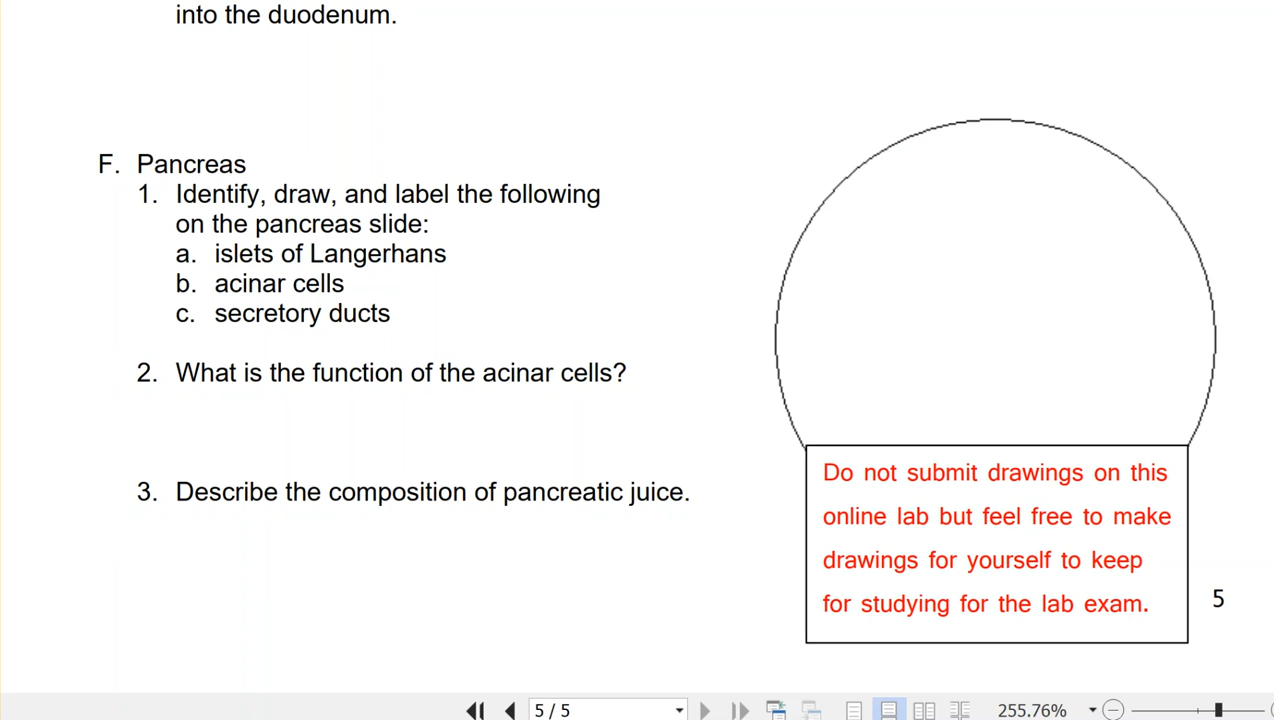 into the duodenum.
F. Pancreas
1. Identify, draw, and label the following
on the pancreas slide:
a. islets of Langerhans
b. acinar cells
c. secretory ducts
2. What is the function of the acinar cells?
3. Describe the composition of pancreatic juice.
Do not submit drawings on this
online lab but feel free to make
drawings for yourself to keep
for studying for the lab exam.
5
5 / 5
255.76%